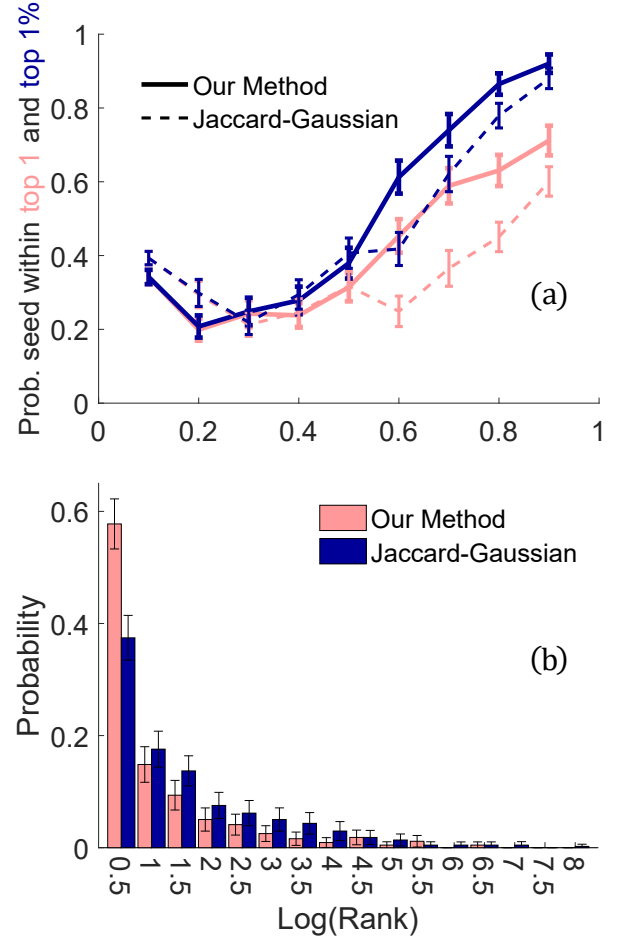 Prob. seed within top 1 and top 1%
1
0.8
0.6
0.4
0.2
0
Our Method
Jaccard-Gaussian
(a)
0 0.2 0.4 0.6 0.8 1
Probability
0.6
0.4
0.2
0
Our Method
Jaccard-Gaussian
(b)
0.5 1 1.5 2 2.5 3 3.5 4 4.5 5 5.5 6 6.5 7 7.5 8
Log(Rank)